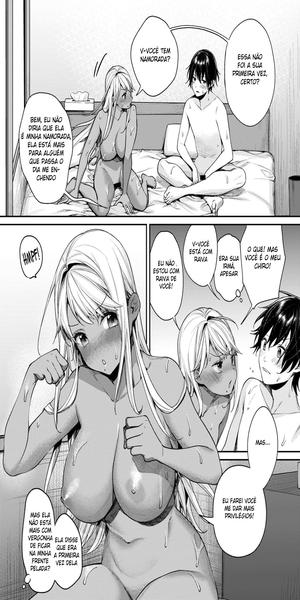 ESSA NÃO
FOI A SUA
PRIMEIRA VEZ,
CERTO?
V-VOCÊ TEM
NAMORADA?
BEM, EU NÃO
DIRIA QUE ELA
É MINHA NAMORADA,
ELA ESTÁ
MAIS PARA
ALGUÉM
QUE PASSA
O DIA ME EN-
CHENDO
O QUE! MAS
VOCÊ É O MEU
CHIRO!
ERA SUA
IRMÃ,
APESAR
V-VOCÊ
ESTÁ COM
RAIVA
EU NÃO
ESTOU COM
RAIVA DE
VOCÊ!
HMPF!
MAS...
EU FAREI VOCÊ
ME DAR MAIS
PRIVILÉGIOS!
ELA DISSE
QUE ERA A
PRIMEIRA
VEZ DELA
MAS ELA
NÃO ESTÁ
MAIS COM
VERGONHA
DE FICAR
NA MINHA
FRENTE
PELADA?